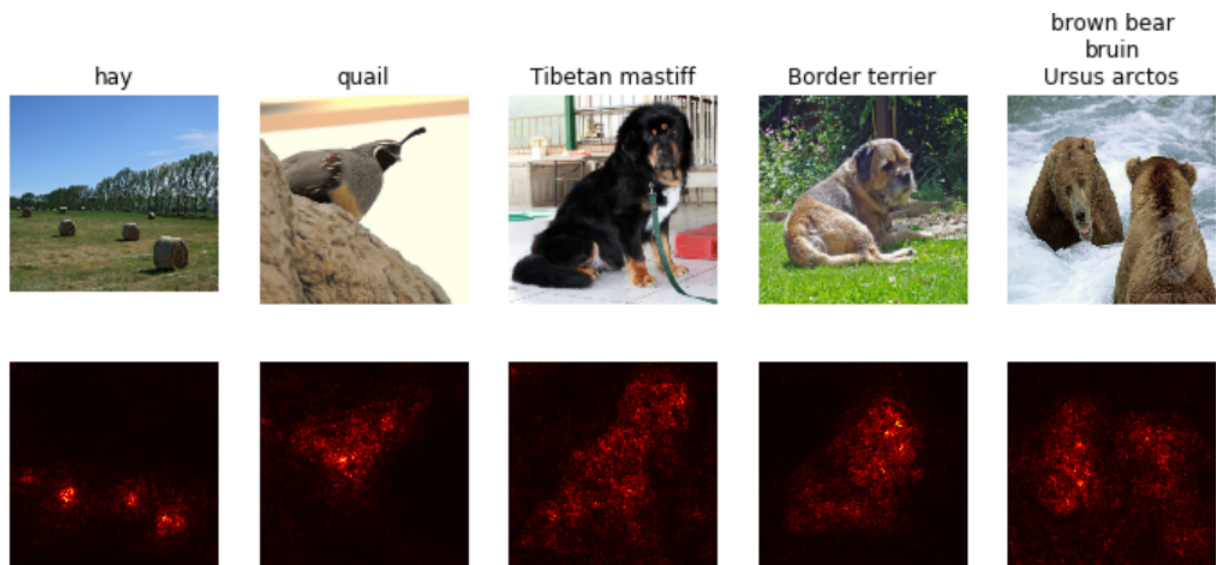 hay
quail
Tibetan mastiff
Border terrier
brown bear
bruin
Ursus arctos